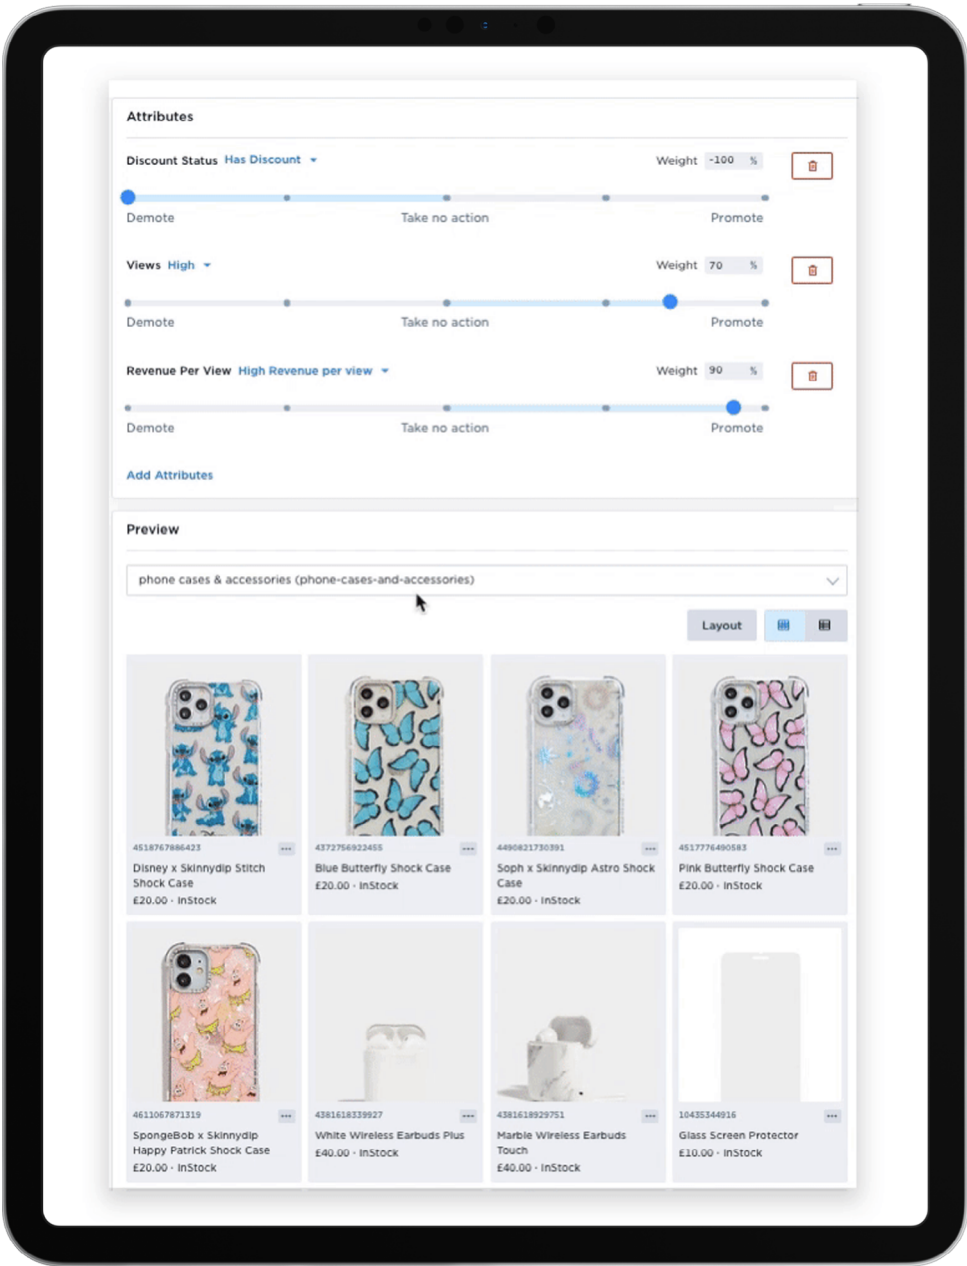 Attributes
Discount Status Has Discount Weight -100 %
Demote Take no action Promote
Views High Weight 70 %
Demote Take no action Promote
Revenue Per View High Revenue per view Weight 90 %
Demote Take no action Promote
Add Attributes
Preview
phone cases & accessories (phone-cases-and-accessories)
Layout
4518767886423
Disney x Skinnydip Stitch
Shock Case
£20.00 · InStock
4372756922455
Blue Butterfly Shock Case
£20.00 · InStock
4490821730391
Soph x Skinnydip Astro Shock
Case
£20.00 · InStock
4517776490583
Pink Butterfly Shock Case
£20.00 · InStock
4611067871319
SpongeBob x Skinnydip
Happy Patrick Shock Case
£20.00 · InStock
4381618339927
White Wireless Earbuds Plus
£40.00 · InStock
4381618929751
Marble Wireless Earbuds
Touch
£40.00 · InStock
10435344916
Glass Screen Protector
£10.00 · InStock